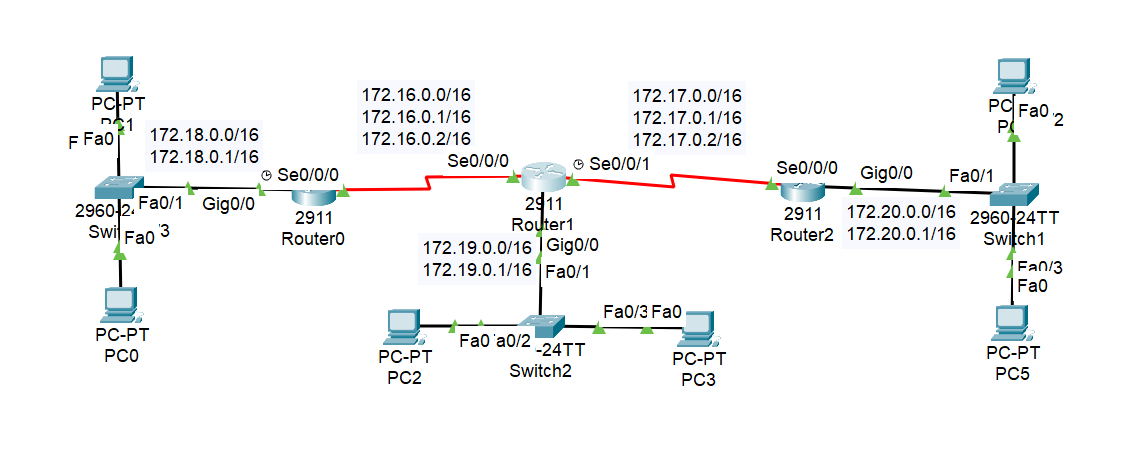 PC-PT
PC1
Fa0
172.18.0.0/16
172.18.0.1/16
Fa0/1
Gig0/0
Se0/0/0
2911
Router0
Fa0
PC-PT
PC0
172.16.0.0/16
172.16.0.1/16
172.16.0.2/16
Se0/0/0
Se0/0/1
2911
Router1
Gig0/0
172.19.0.0/16
172.19.0.1/16
Fa0/1
Fa0
a0/2
Fa0/3
Fa0
-24TT
Switch2
PC-PT
PC2
PC-PT
PC3
172.17.0.0/16
172.17.0.1/16
172.17.0.2/16
Se0/0/0
2911
Router2
Gig0/0
172.20.0.0/16
172.20.0.1/16
Fa0/1
Fa0
2960-24TT
Switch1
Fa0/3
Fa0
PC-PT
PC5